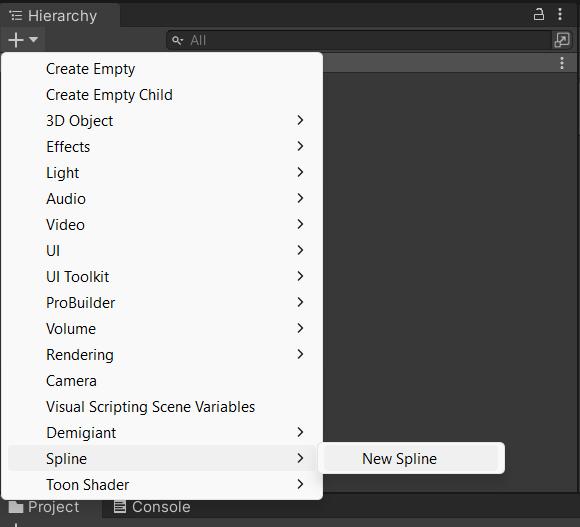 Hierarchy
All
Create Empty
Create Empty Child
3D Object
Effects
Light
Audio
Video
UI
UI Toolkit
ProBuilder
Volume
Rendering
Camera
Visual Scripting Scene Variables
Demigiant
Spline
New Spline
Toon Shader
Project
Console